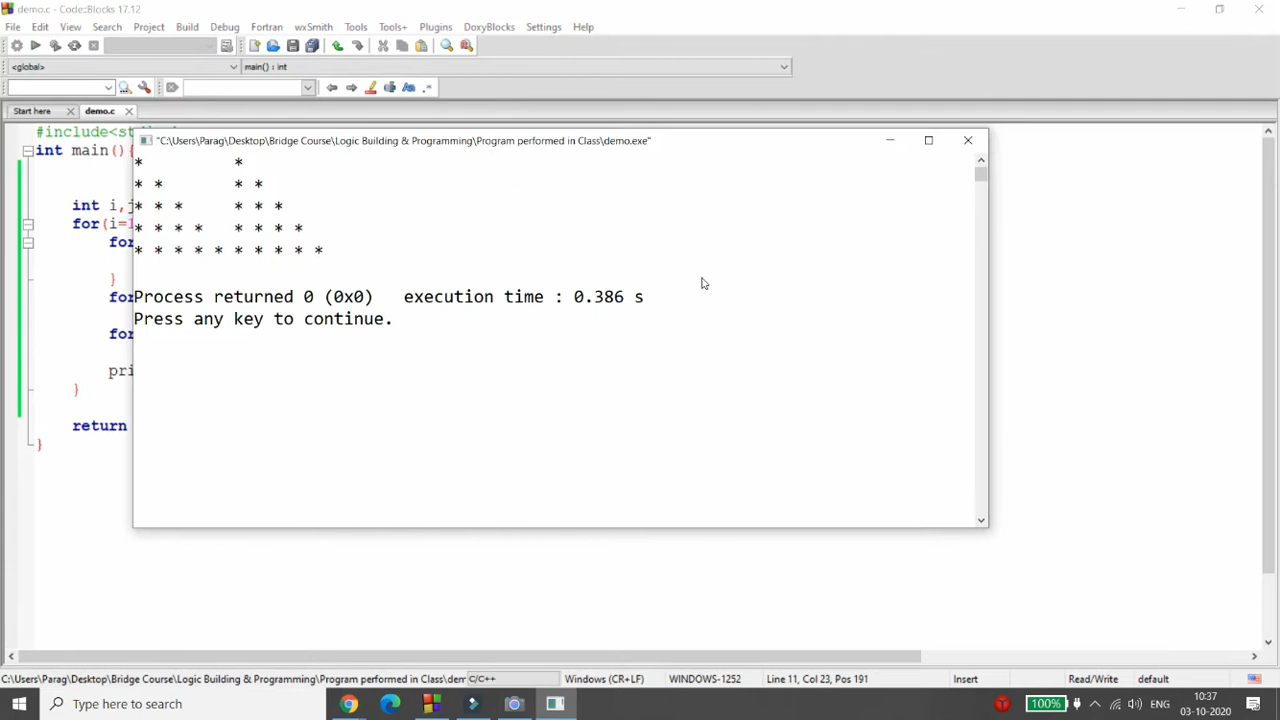 demo.c - Code::Blocks 17.12
File Edit View Search Project Build Debug Fortran wxSmith Tools Tools+ Plugins DoxyBlocks Settings Help
<global> main() : int
Start here demo.c
#include<st
int main(){
"C:\Users\Parag\Desktop\Bridge Course\Logic Building & Programming\Program performed in Class\demo.exe"
* *
* * * *
int i,j * * * * * *
for(i=1 * * * * * * * *
for * * * * * * * * * *
}
for Process returned 0 (0x0) execution time : 0.386 s
Press any key to continue.
for
pri
}
return
}
C:\Users\Parag\Desktop\Bridge Course\Logic Building & Programming\Program performed in Class\dem C/C++ Windows (CR+LF) WINDOWS-1252 Line 11, Col 23, Pos 191 Insert Read/Write default
Type here to search 100% ENG 10:37
03-10-2020